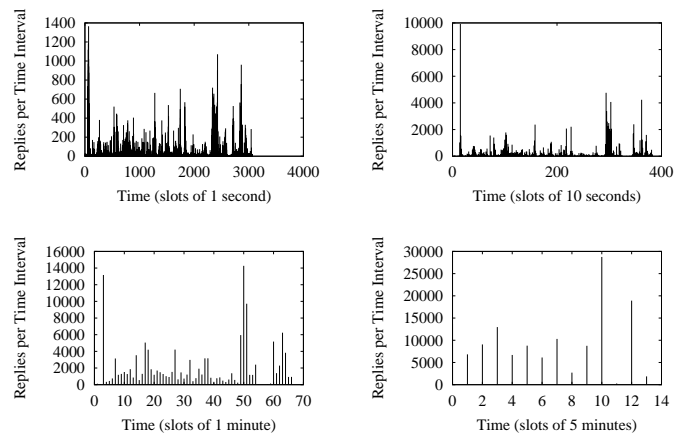 Replies per Time Interval
1400
1200
1000
800
600
400
200
0
0 1000 2000 3000 4000
Time (slots of 1 second)
Replies per Time Interval
10000
8000
6000
4000
2000
0
0 200 400
Time (slots of 10 seconds)
Replies per Time Interval
16000
14000
12000
10000
8000
6000
4000
2000
0
0 10 20 30 40 50 60 70
Time (slots of 1 minute)
Replies per Time Interval
30000
25000
20000
15000
10000
5000
0
0 2 4 6 8 10 12 14
Time (slots of 5 minutes)